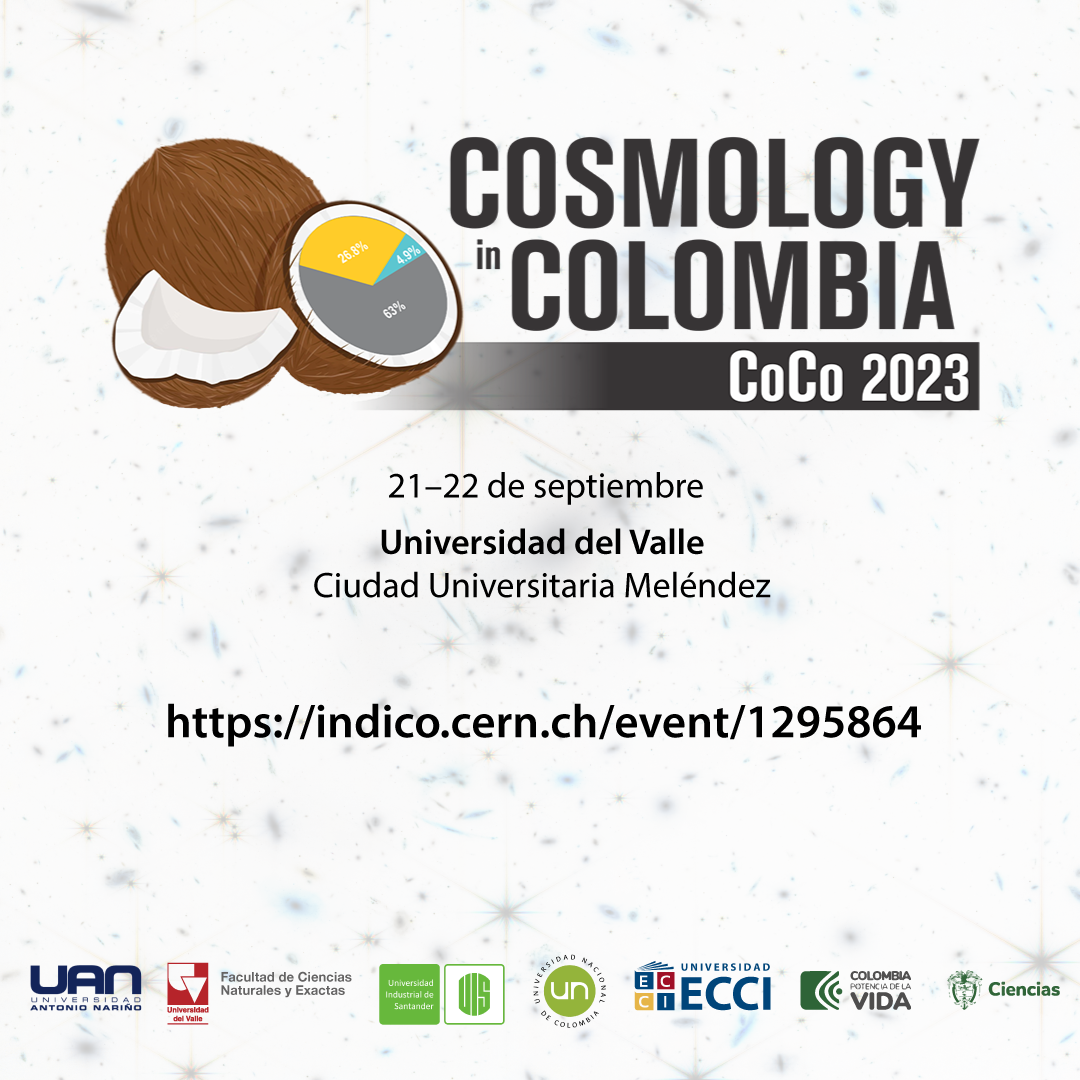 COSMOLOGY
in COLOMBIA
CoCo 2023
26.8%
4.9%
63%
21–22 de septiembre
Universidad del Valle
Ciudad Universitaria Meléndez
https://indico.cern.ch/event/1295864
UAN
UNIVERSIDAD
ANTONIO NARIÑO
Universidad
del Valle
Facultad de Ciencias
Naturales y Exactas
Universidad
Industrial de
Santander
UIS
UNIVERSIDAD NACIONAL
DE COLOMBIA
un
EC
CI
UNIVERSIDAD
ECCI
COLOMBIA
POTENCIA DE LA
VIDA
Ciencias